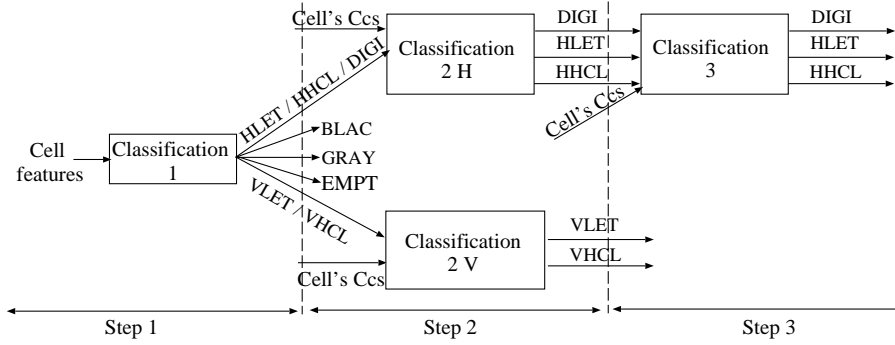 Cell's Ccs
HLET / HHCL / DIGI
Classification
2 H
DIGI
HLET
HHCL
Classification
3
DIGI
HLET
HHCL
Cell's Ccs
Cell
features
Classification
1
BLAC
GRAY
EMPT
VLET / VHCL
Cell's Ccs
Classification
2 V
VLET
VHCL
Step 1
Step 2
Step 3